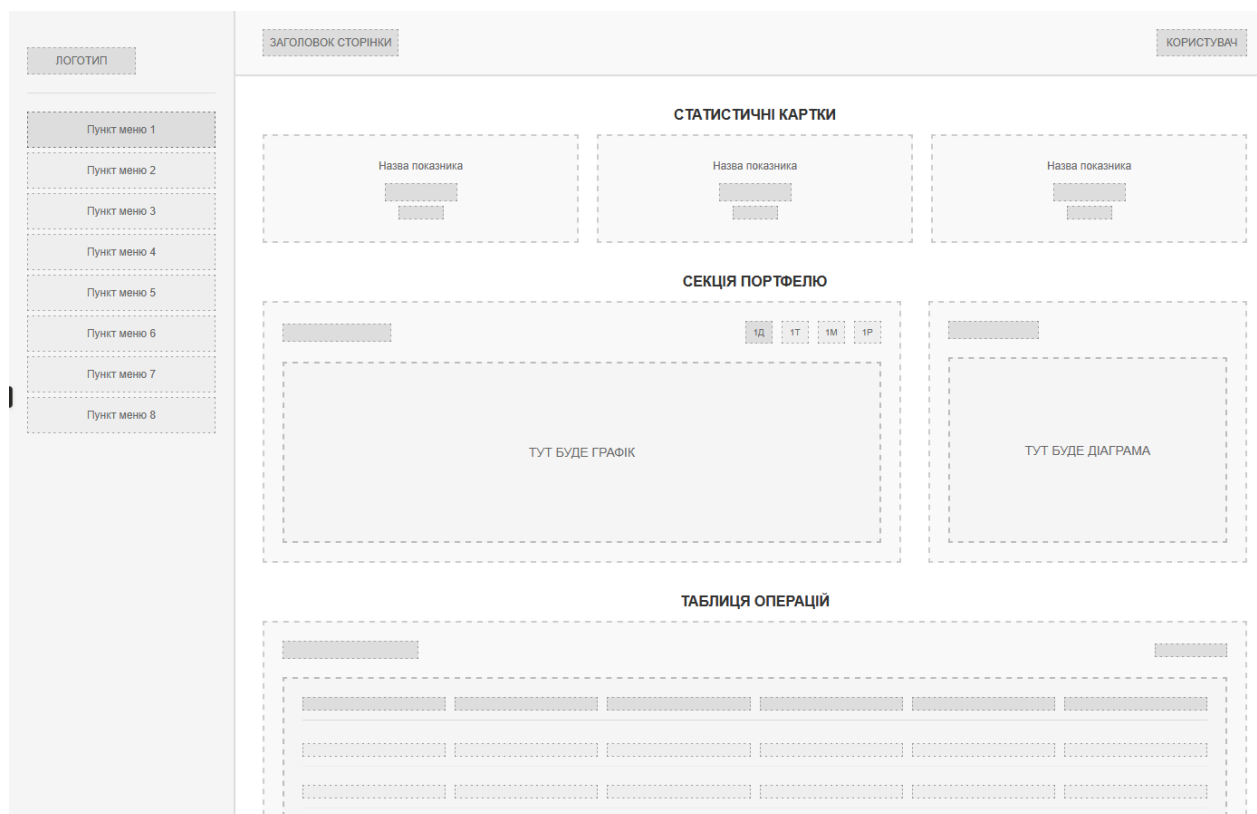 ЛОГОТИП
Пункт меню 1
Пункт меню 2
Пункт меню 3
Пункт меню 4
Пункт меню 5
Пункт меню 6
Пункт меню 7
Пункт меню 8
ЗАГОЛОВОК СТОРІНКИ
КОРИСТУВАЧ
СТАТИСТИЧНІ КАРТКИ
Назва показника
Назва показника
Назва показника
СЕКЦІЯ ПОРТФЕЛЮ
1Д 1Т 1М 1Р
ТУТ БУДЕ ГРАФІК
ТУТ БУДЕ ДІАГРАМА
ТАБЛИЦЯ ОПЕРАЦІЙ